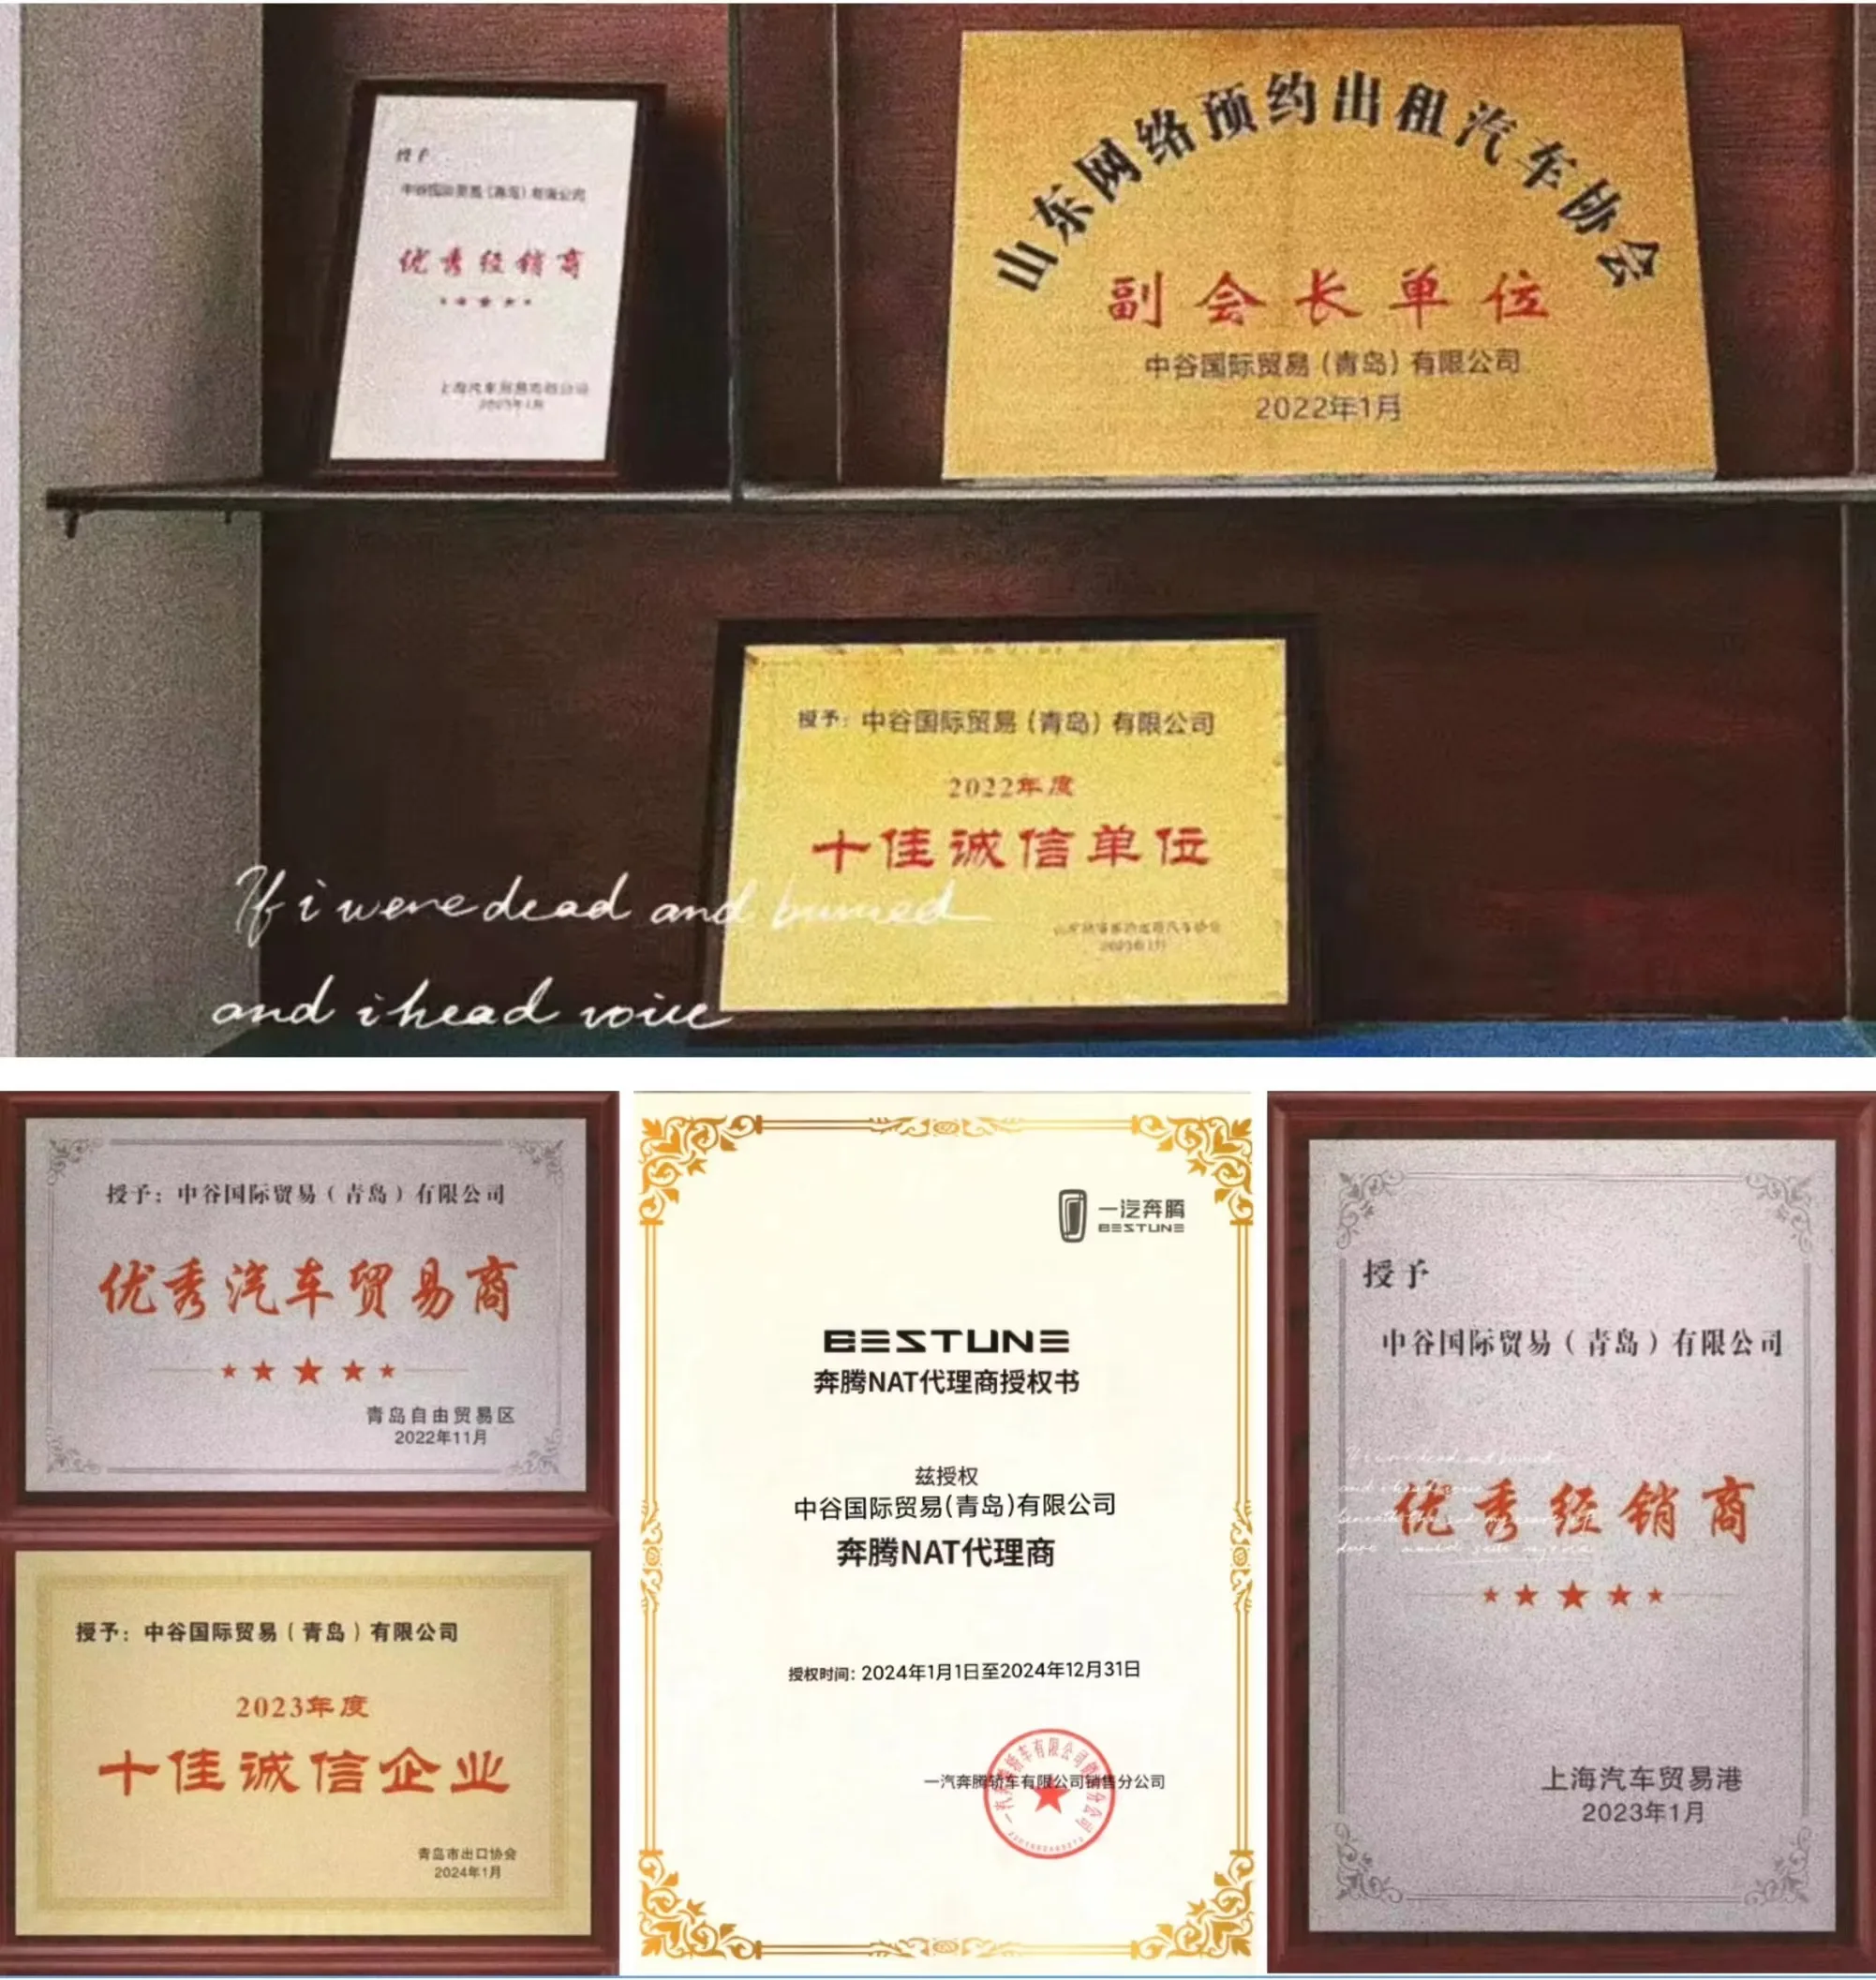 授予
中谷国际贸易（青岛）有限公司
优秀经销商
山东网络预约出租汽车协会
副会长单位
中谷国际贸易（青岛）有限公司
2022年1月
授予：中谷国际贸易（青岛）有限公司
2022年度
十佳诚信单位
If i were dead and burried
and i head voice
授予：中谷国际贸易（青岛）有限公司
优秀汽车贸易商
青岛自由贸易区
2022年11月
授予：中谷国际贸易（青岛）有限公司
2023年度
十佳诚信企业
青岛市出口协会
2024年1月
一汽奔腾
BESTUNE
BESTUNE
奔腾NAT代理商授权书
兹授权
中谷国际贸易(青岛)有限公司
奔腾NAT代理商
授权时间：2024年1月1日至2024年12月31日
一汽奔腾轿车有限公司销售分公司
授予
中谷国际贸易（青岛）有限公司
优秀经销商
上海汽车贸易港
2023年1月